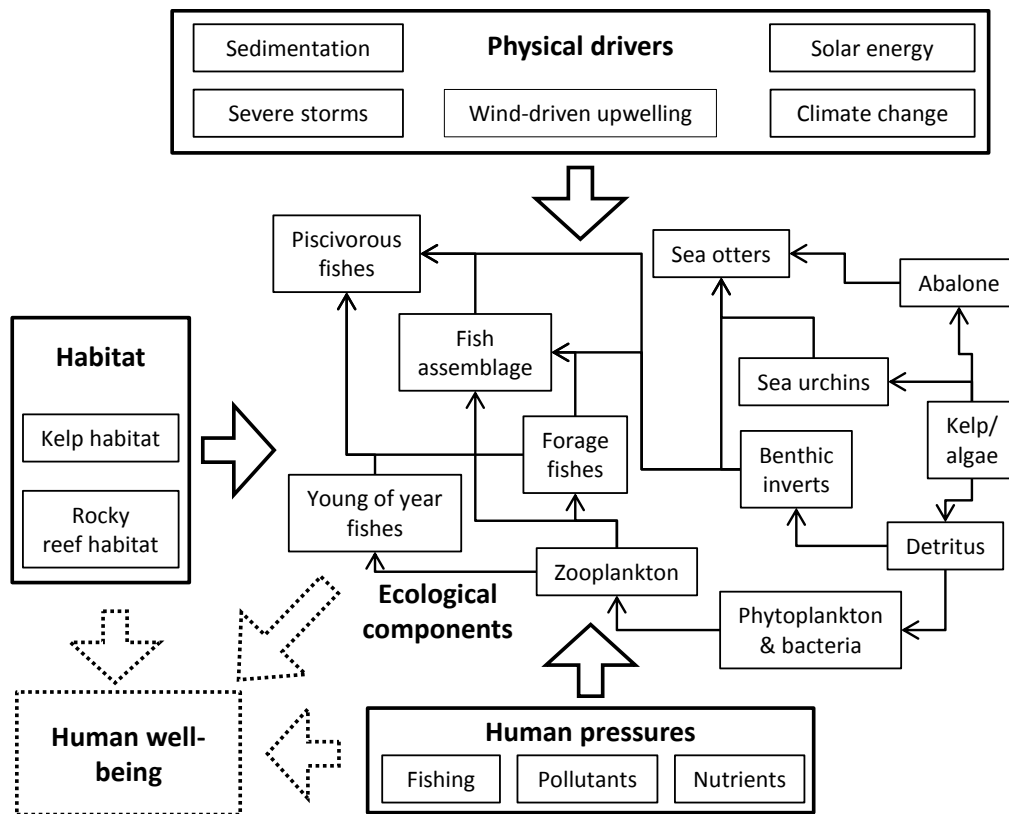 Physical drivers
Sedimentation
Solar energy
Severe storms
Wind-driven upwelling
Climate change
Piscivorous
fishes
Sea otters
Abalone
Habitat
Fish
assemblage
Sea urchins
Kelp habitat
Forage
fishes
Benthic
inverts
Kelp/
algae
Rocky
reef habitat
Young of year
fishes
Detritus
Zooplankton
Ecological
components
Phytoplankton
& bacteria
Human well-
being
Human pressures
Fishing
Pollutants
Nutrients